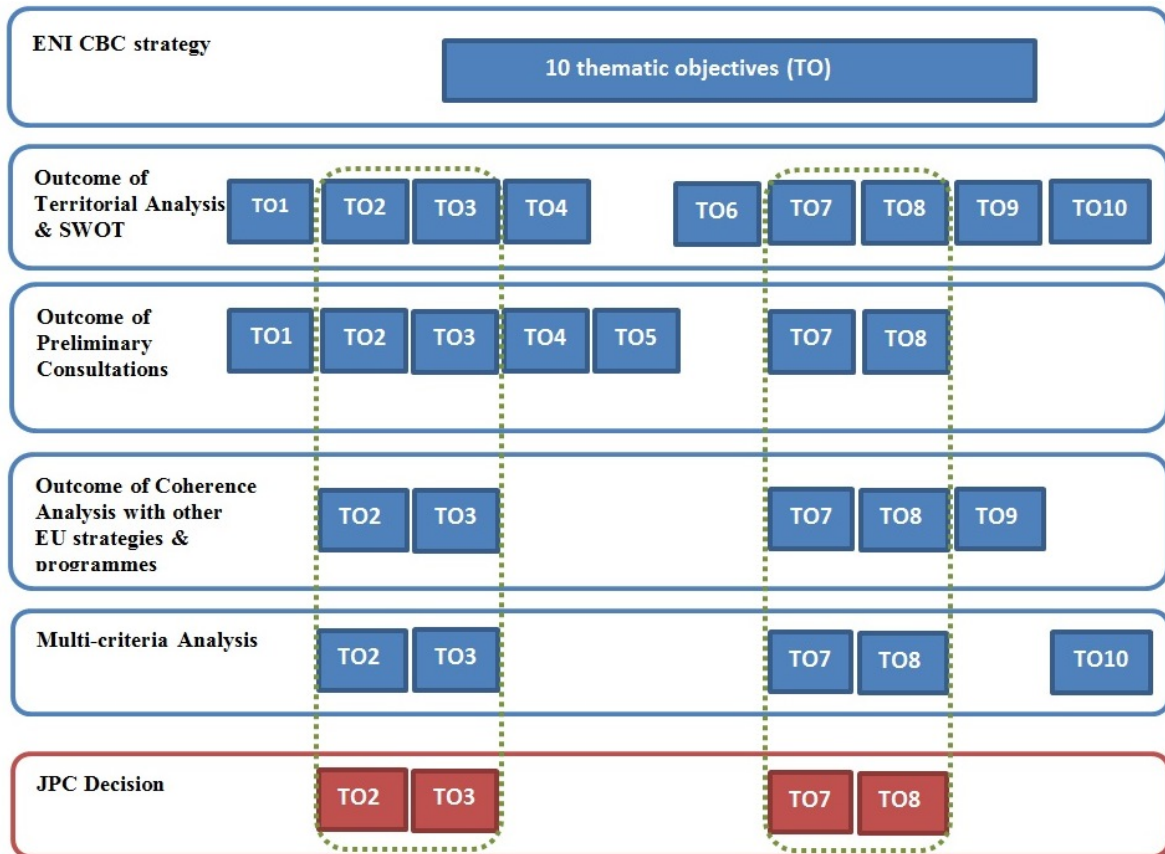 ENI CBC strategy
10 thematic objectives (TO)
Outcome of
Territorial Analysis
& SWOT
TO1
TO2
TO3
TO4
TO6
TO7
TO8
TO9
TO10
Outcome of
Preliminary
Consultations
TO1
TO2
TO3
TO4
TO5
TO7
TO8
Outcome of Coherence
Analysis with other
EU strategies &
programmes
TO2
TO3
TO7
TO8
TO9
Multi-criteria Analysis
TO2
TO3
TO7
TO8
TO10
JPC Decision
TO2
TO3
TO7
TO8